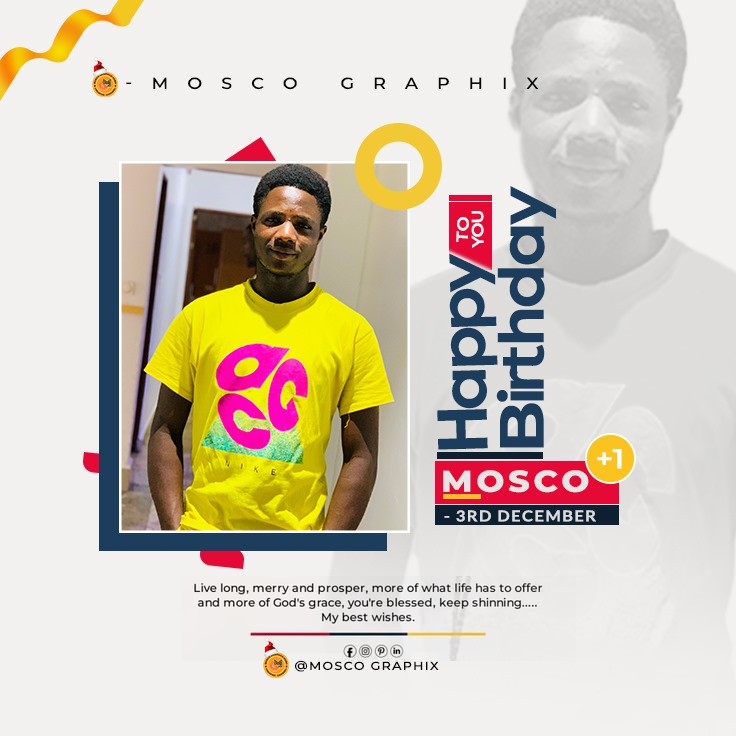 - MOSCO GRAPHIX
TO
YOU
Happy
Birthday
acg
NIKE
+1
MOSCO
- 3RD DECEMBER
Live long, merry and prosper, more of what life has to offer
and more of God's grace, you're blessed, keep shinning.....
My best wishes.
@MOSCO GRAPHIX